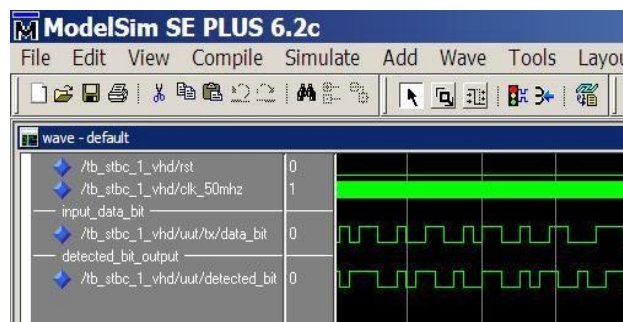 ModelSim SE PLUS 6.2c
File Edit View Compile Simulate Add Wave Tools Layou
wave - default
/tb_stbc_1_vhd/rst 0
/tb_stbc_1_vhd/clk_50mhz 1
input_data_bit
/tb_stbc_1_vhd/uut/tx/data_bit 0
detected_bit_output
/tb_stbc_1_vhd/uut/detected_bit 0